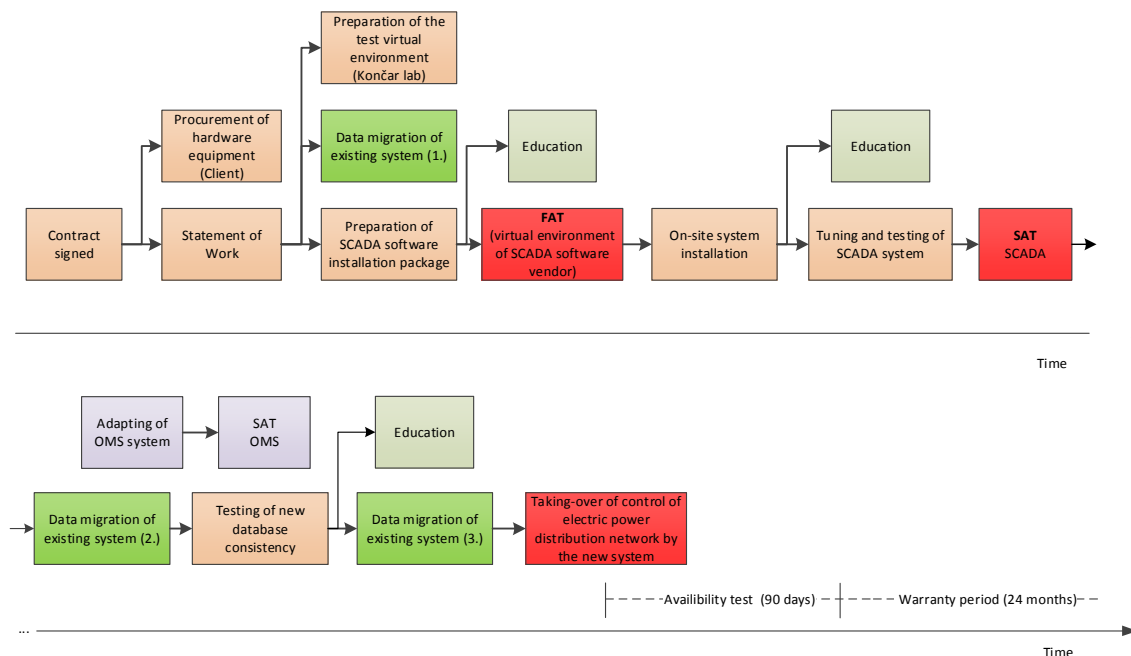 Preparation of the
test virtual
environment
(Končar lab)
Procurement of
hardware
equipment
(Client)
Data migration of
existing system (1.)
Education
Education
Contract
signed
Statement of
Work
Preparation of
SCADA software
installation package
FAT
(virtual environment
of SCADA software
vendor)
On-site system
installation
Tuning and testing of
SCADA system
SAT
SCADA
Time
Adapting of
OMS system
SAT
OMS
Education
Data migration of
existing system (2.)
Testing of new
database
consistency
Data migration of
existing system (3.)
Taking-over of control of
electric power
distribution network by
the new system
Availibility test (90 days)
Warranty period (24 months)
...
Time